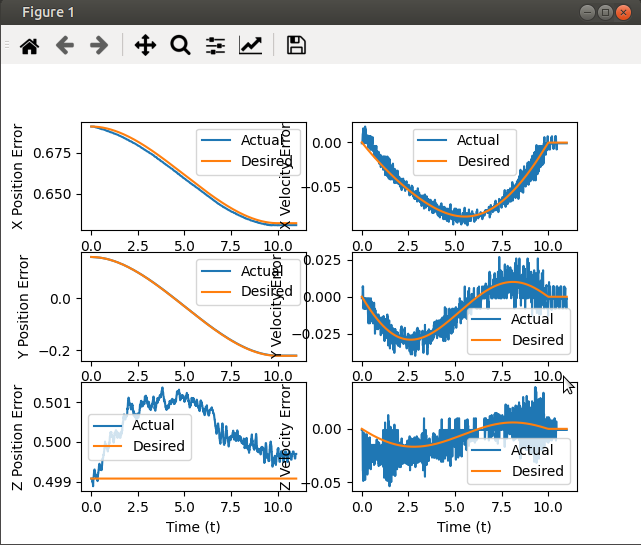 Figure 1
X Position Error
0.675
0.650
Actual
Desired
0.0 2.5 5.0 7.5 10.0
X Velocity Error
0.00
−0.05
Actual
Desired
0.0 2.5 5.0 7.5 10.0
Y Position Error
0.0
−0.2
Actual
Desired
0.0 2.5 5.0 7.5 10.0
Y Velocity Error
0.025
0.000
−0.025
Actual
Desired
0.0 2.5 5.0 7.5 10.0
Z Position Error
0.501
0.500
0.499
Actual
Desired
0.0 2.5 5.0 7.5 10.0
Time (t)
Z Velocity Error
0.00
−0.05
Actual
Desired
0.0 2.5 5.0 7.5 10.0
Time (t)